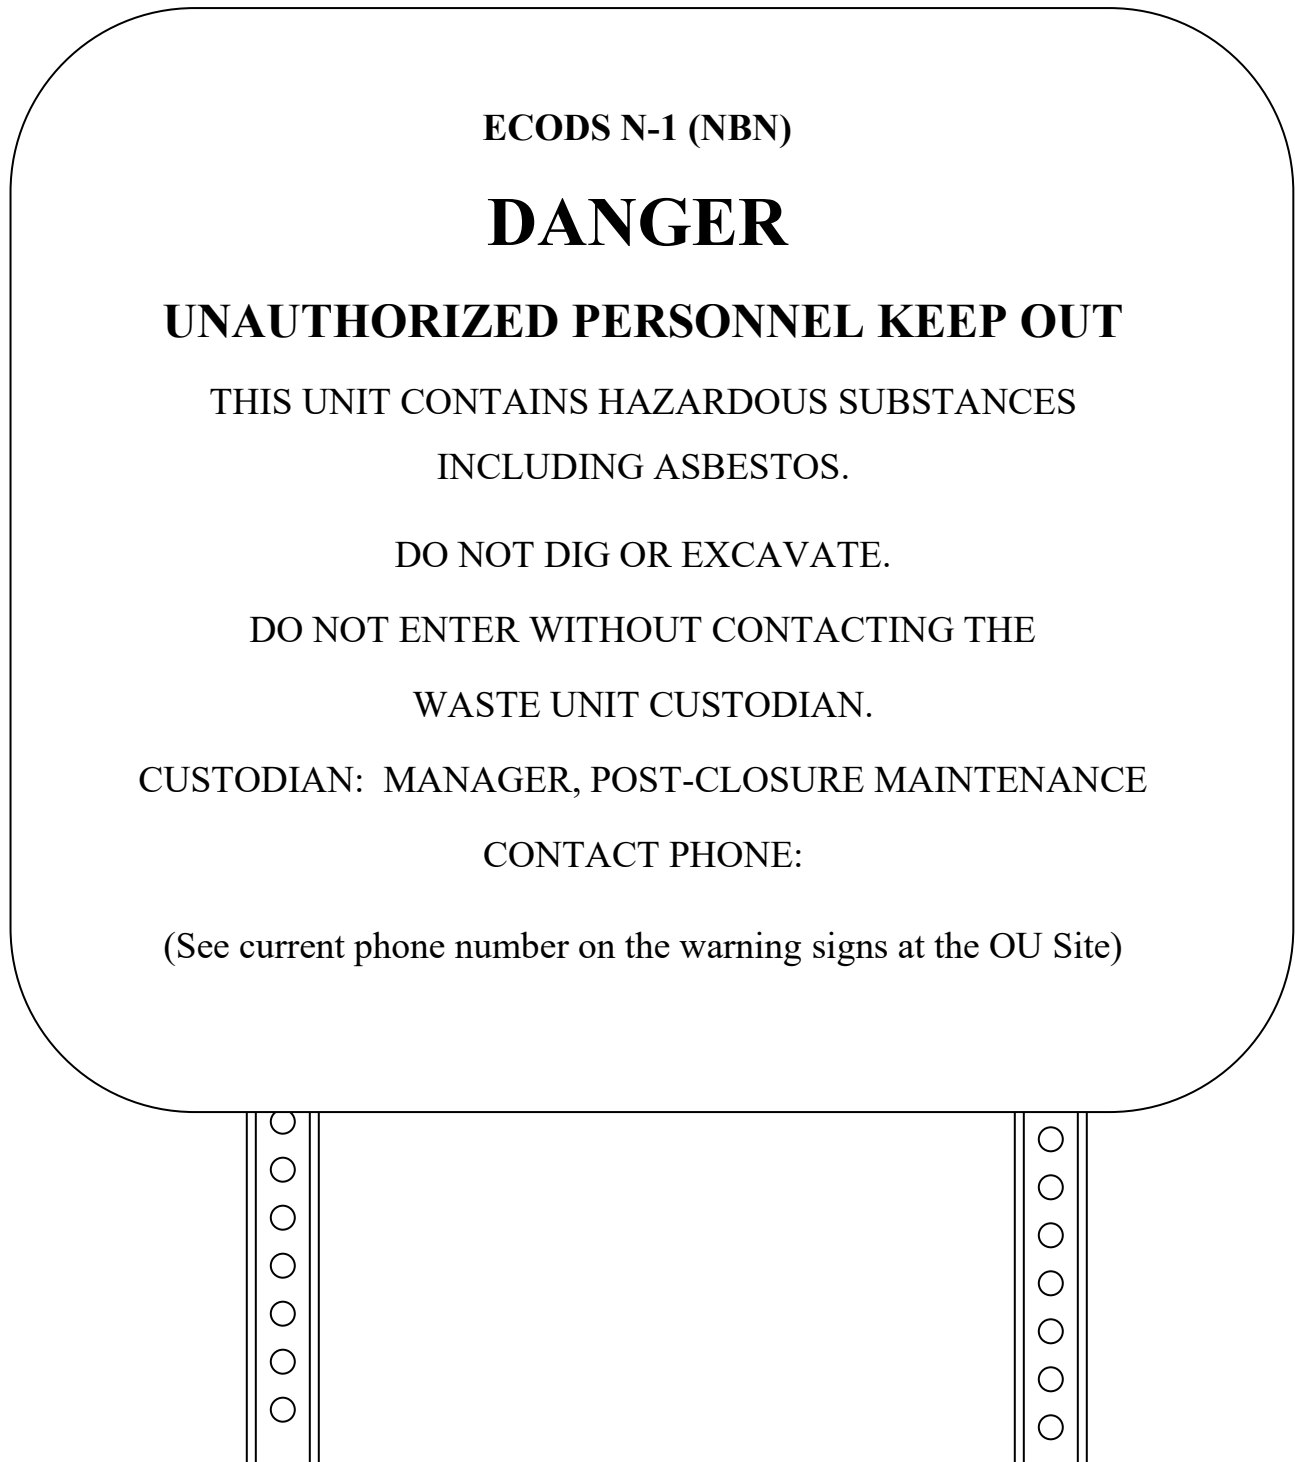 ECODS N-1 (NBN)
DANGER
UNAUTHORIZED PERSONNEL KEEP OUT
THIS UNIT CONTAINS HAZARDOUS SUBSTANCES
INCLUDING ASBESTOS.
DO NOT DIG OR EXCAVATE.
DO NOT ENTER WITHOUT CONTACTING THE
WASTE UNIT CUSTODIAN.
CUSTODIAN:  MANAGER, POST-CLOSURE MAINTENANCE
CONTACT PHONE:
(See current phone number on the warning signs at the OU Site)